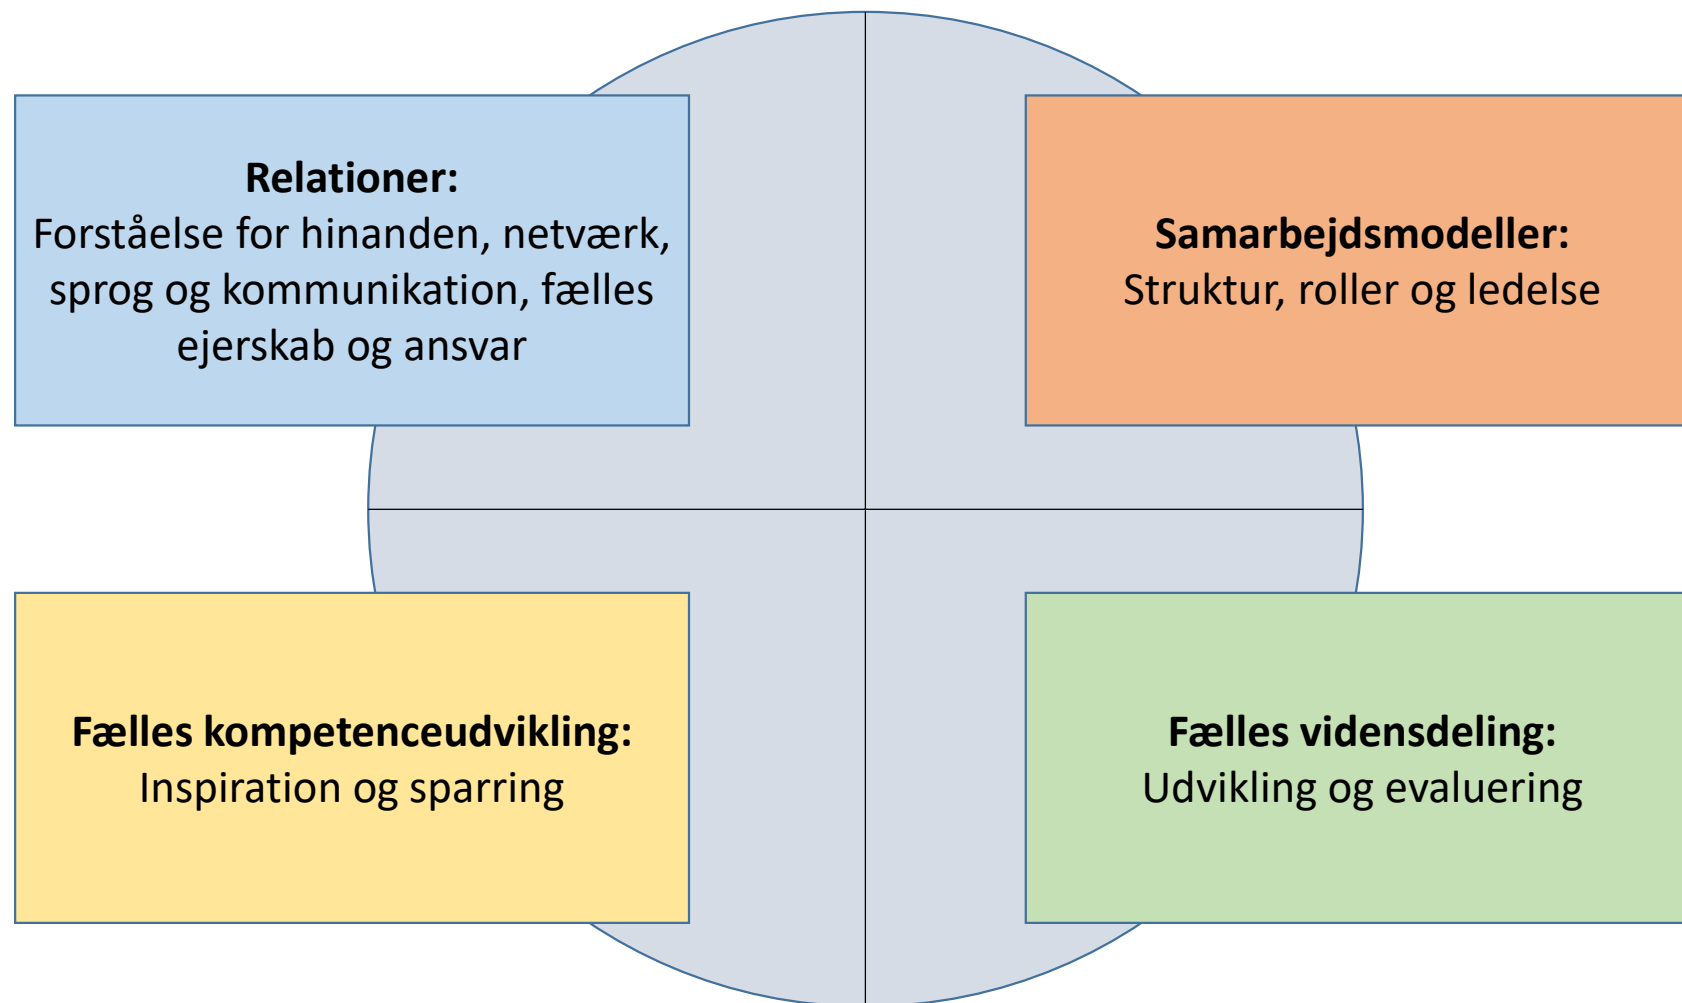 Relationer:
Forståelse for hinanden, netværk,
sprog og kommunikation, fælles
ejerskab og ansvar
Samarbejdsmodeller:
Struktur, roller og ledelse
Fælles kompetenceudvikling:
Inspiration og sparring
Fælles vidensdeling:
Udvikling og evaluering